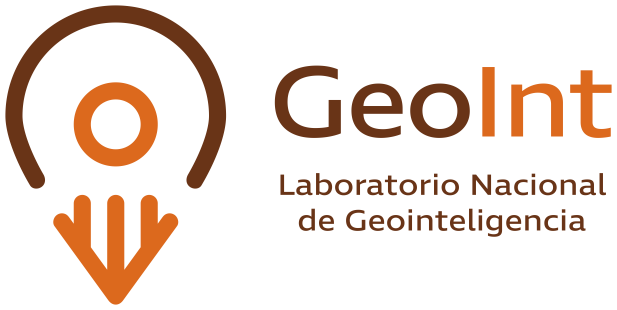 GeoInt
Laboratorio Nacional
de Geointeligencia